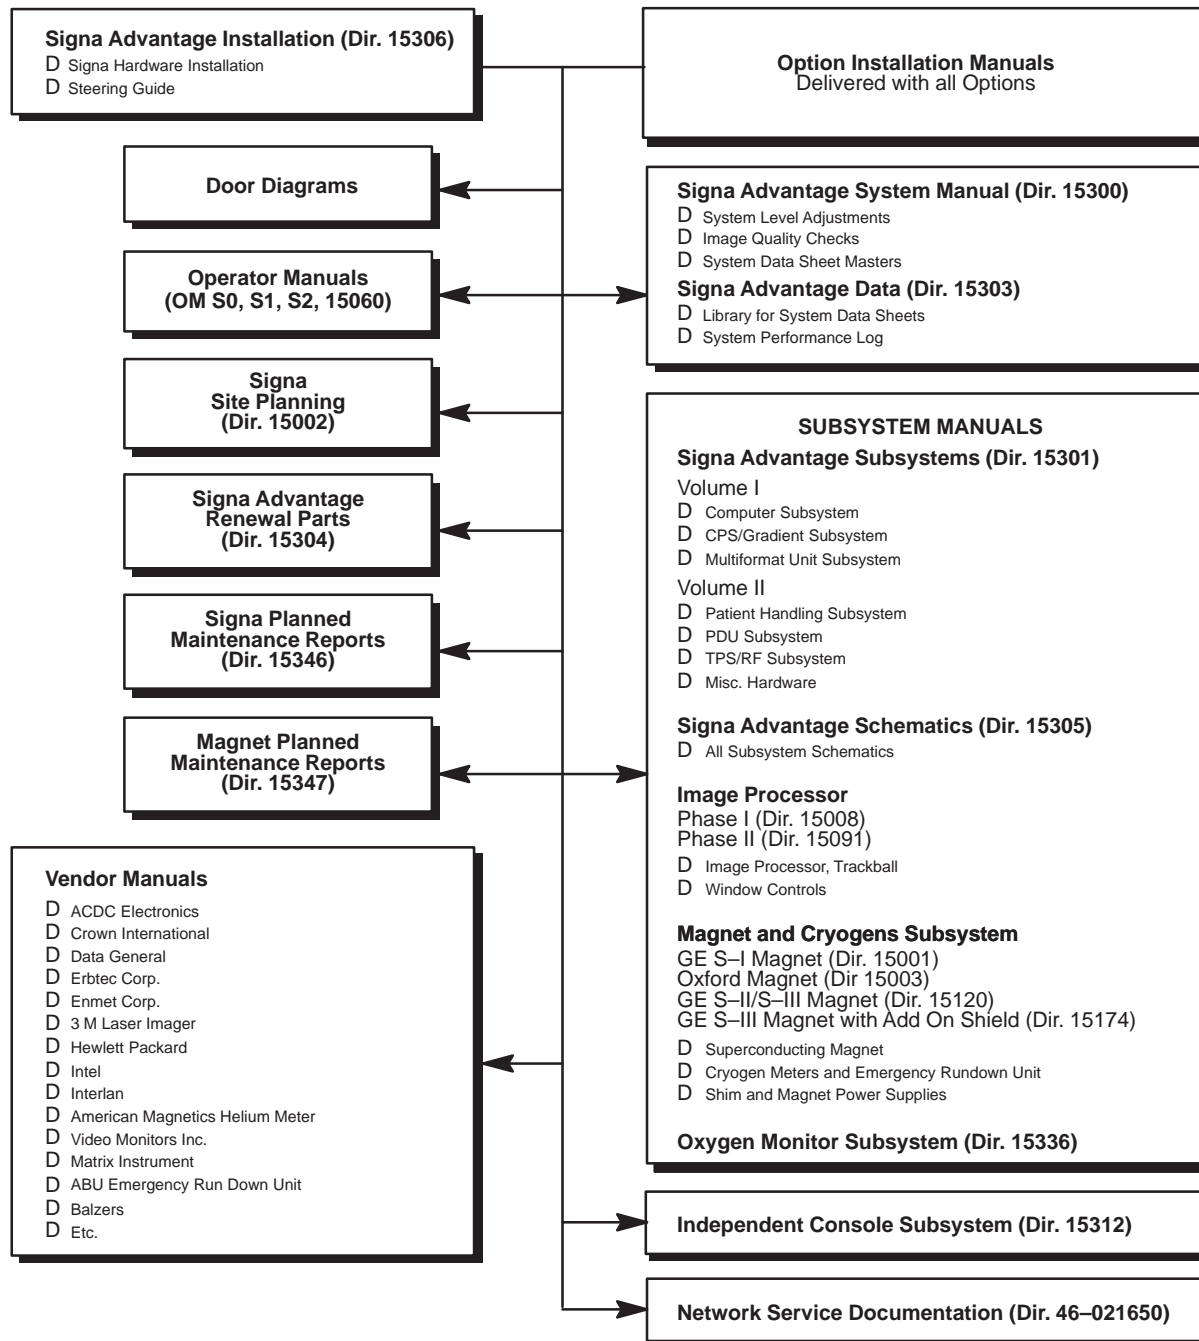 Signa Advantage Installation (Dir. 15306)
D Signa Hardware Installation
D Steering Guide
Option Installation Manuals
Delivered with all Options
Door Diagrams
Operator Manuals
(OM S0, S1, S2, 15060)
Signa
Site Planning
(Dir. 15002)
Signa Advantage
Renewal Parts
(Dir. 15304)
Signa Planned
Maintenance Reports
(Dir. 15346)
Magnet Planned
Maintenance Reports
(Dir. 15347)
Vendor Manuals
D ACDC Electronics
D Crown International
D Data General
D Erbtec Corp.
D Enmet Corp.
D 3 M Laser Imager
D Hewlett Packard
D Intel
D Interlan
D American Magnetics Helium Meter
D Video Monitors Inc.
D Matrix Instrument
D ABU Emergency Run Down Unit
D Balzers
D Etc.
Signa Advantage System Manual (Dir. 15300)
D System Level Adjustments
D Image Quality Checks
D System Data Sheet Masters
Signa Advantage Data (Dir. 15303)
D Library for System Data Sheets
D System Performance Log
SUBSYSTEM MANUALS
Signa Advantage Subsystems (Dir. 15301)
Volume I
D Computer Subsystem
D CPS/Gradient Subsystem
D Multiformat Unit Subsystem
Volume II
D Patient Handling Subsystem
D PDU Subsystem
D TPS/RF Subsystem
D Misc. Hardware
Signa Advantage Schematics (Dir. 15305)
D All Subsystem Schematics
Image Processor
Phase I (Dir. 15008)
Phase II (Dir. 15091)
D Image Processor, Trackball
D Window Controls
Magnet and Cryogens Subsystem
GE S–I Magnet (Dir. 15001)
Oxford Magnet (Dir 15003)
GE S–II/S–III Magnet (Dir. 15120)
GE S–III Magnet with Add On Shield (Dir. 15174)
D Superconducting Magnet
D Cryogen Meters and Emergency Rundown Unit
D Shim and Magnet Power Supplies
Oxygen Monitor Subsystem (Dir. 15336)
Independent Console Subsystem (Dir. 15312)
Network Service Documentation (Dir. 46–021650)